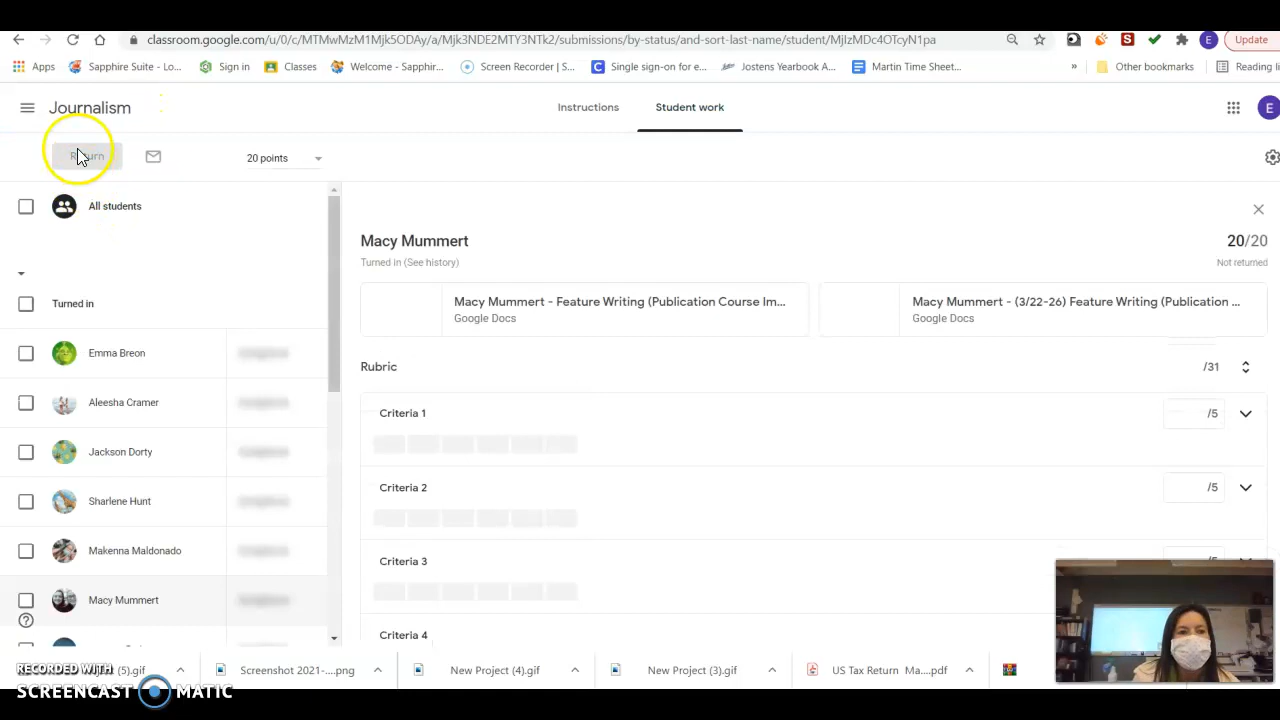 classroom.google.com/u/0/c/MTMwMzM1Mjk5ODAy/a/Mjk3NDE2MTY3NTk2/submissions/by-status/and-sort-last-name/student/MjIzMDc4OTcyN1pa
E
Update
Apps
Sapphire Suite - Lo...
Sign in
Classes
Welcome - Sapphir...
Screen Recorder | S...
Single sign-on for e...
Jostens Yearbook A...
Martin Time Sheet...
»
Other bookmarks
Reading li
Journalism
Instructions
Student work
E
Return
20 points
All students
Macy Mummert
20/20
Turned in (See history)
Not returned
Turned in
Macy Mummert - Feature Writing (Publication Course Im...
Google Docs
Macy Mummert - (3/22-26) Feature Writing (Publication ...
Google Docs
Emma Breon
Rubric
/31
Aleesha Cramer
Criteria 1
/5
Jackson Dorty
Criteria 2
/5
Sharlene Hunt
Makenna Maldonado
Criteria 3
Macy Mummert
Criteria 4
(5).gif
Screenshot 2021-....png
New Project (4).gif
New Project (3).gif
US Tax Return Ma....pdf
RECORDED WITH
SCREENCAST MATIC